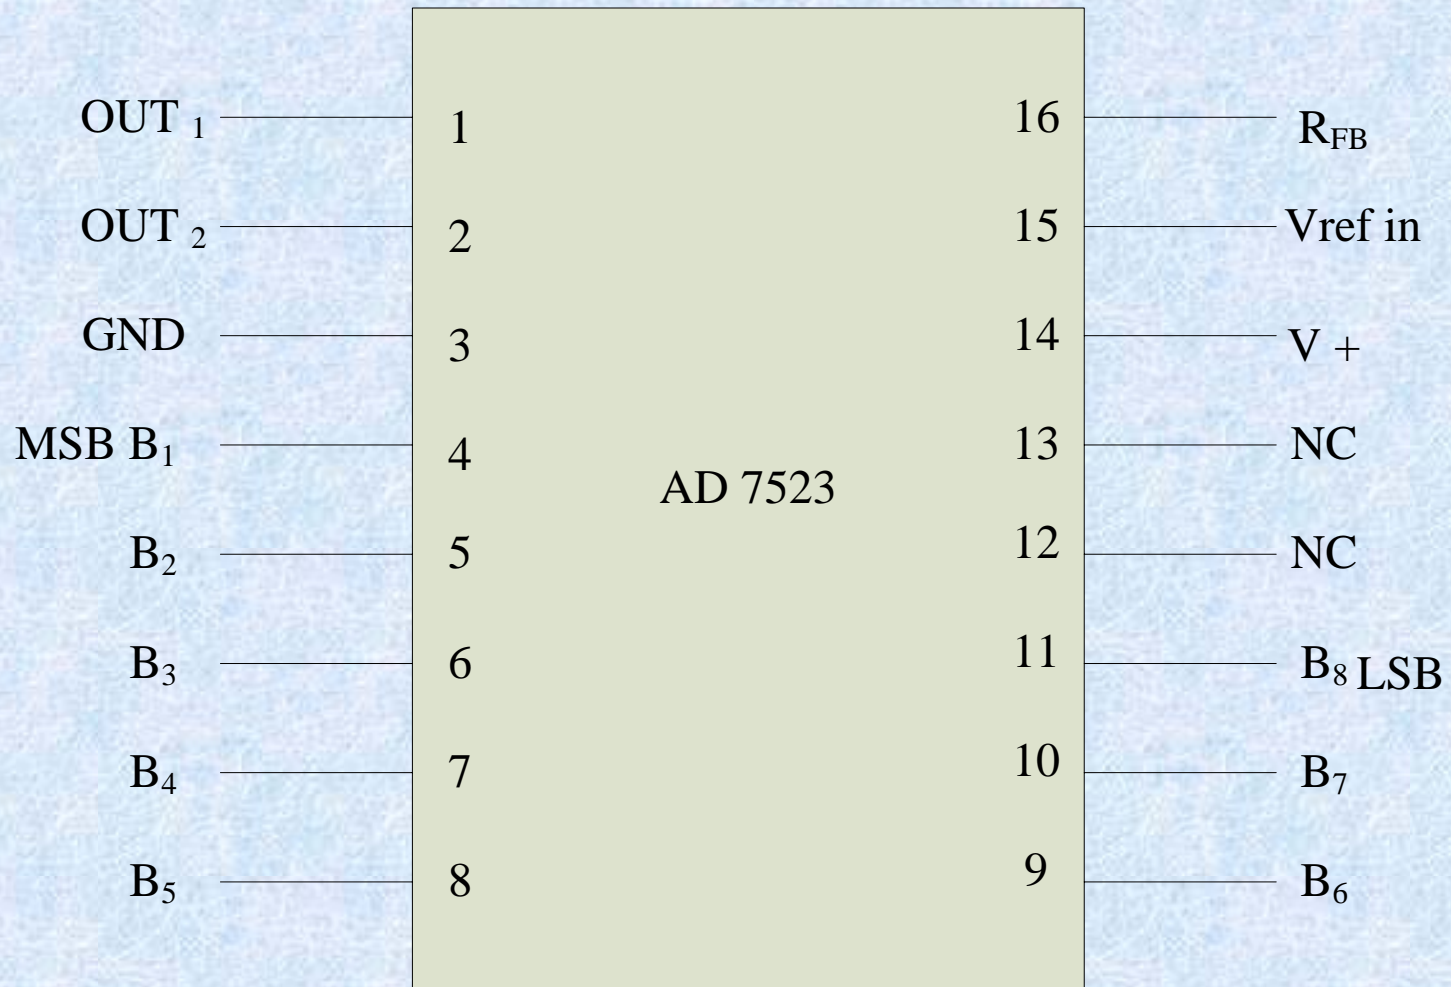 OUT 1 1 16 RFB
OUT 2 2 15 Vref in
GND 3 14 V +
MSB B1 4 13 NC
AD 7523
B2 5 12 NC
B3 6 11 B8 LSB
B4 7 10 B7
B5 8 9 B6